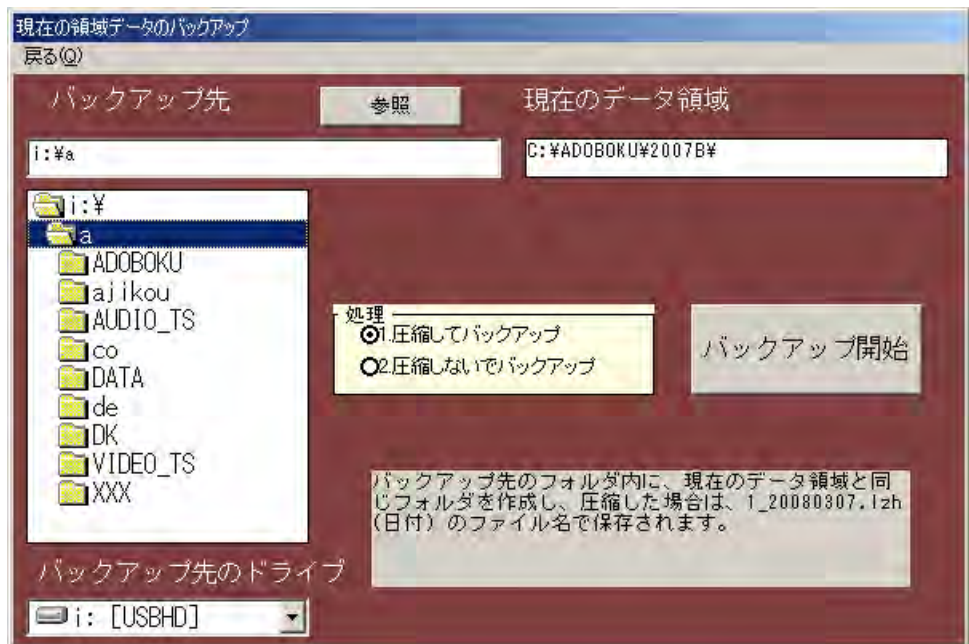 現在の領域データのバックアップ
戻る(Q)
バックアップ先
参照
現在のデータ領域
i:¥a
C:¥ADOBOKU¥2007B¥
i:¥
a
ADOBOKU
ajikou
AUDIO_TS
co
DATA
de
DK
VIDEO_TS
XXX
処理
1.圧縮してバックアップ
2.圧縮しないでバックアップ
バックアップ開始
バックアップ先のフォルダ内に、現在のデータ領域と同
じフォルダを作成し、圧縮した場合は、1_20080307.lzh
(日付)のファイル名で保存されます。
バックアップ先のドライブ
i: [USBHD]